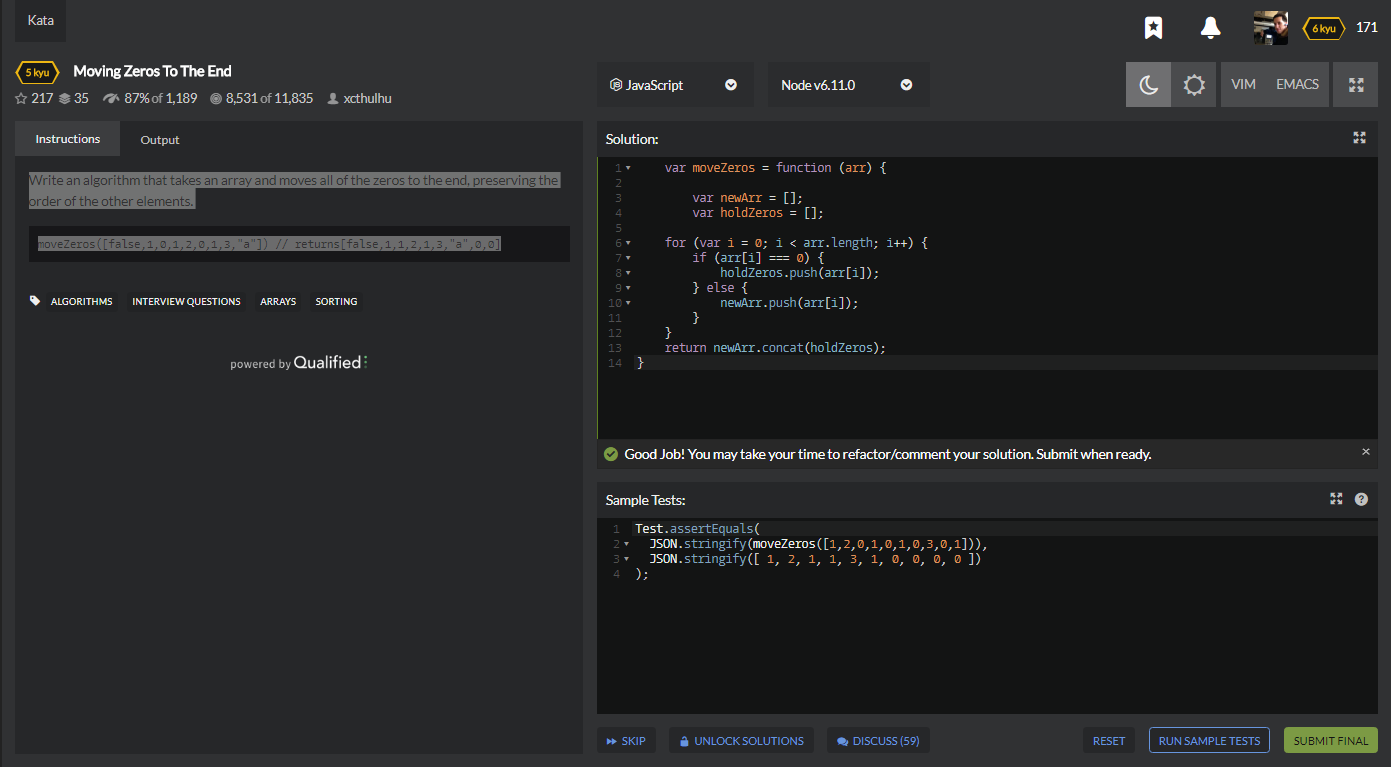 Kata
6 kyu 171
5 kyu Moving Zeros To The End
217 35 87% of 1,189 8,531 of 11,835 xcthulhu
JavaScript Node v6.11.0 VIM EMACS
Instructions Output
Write an algorithm that takes an array and moves all of the zeros to the end, preserving the
order of the other elements.
moveZeros([false,1,0,1,2,0,1,3,"a"]) // returns[false,1,1,2,1,3,"a",0,0]
ALGORITHMS INTERVIEW QUESTIONS ARRAYS SORTING
powered by Qualified
Solution:
1 var moveZeros = function (arr) {
2
3 var newArr = [];
4 var holdZeros = [];
5
6 for (var i = 0; i < arr.length; i++) {
7 if (arr[i] === 0) {
8 holdZeros.push(arr[i]);
9 } else {
10 newArr.push(arr[i]);
11 }
12 }
13 return newArr.concat(holdZeros);
14 }
Good Job! You may take your time to refactor/comment your solution. Submit when ready. ×
Sample Tests: ?
1 Test.assertEquals(
2 JSON.stringify(moveZeros([1,2,0,1,0,1,0,3,0,1])),
3 JSON.stringify([ 1, 2, 1, 1, 3, 1, 0, 0, 0, 0 ])
4 );
SKIP UNLOCK SOLUTIONS DISCUSS (59) RESET RUN SAMPLE TESTS SUBMIT FINAL